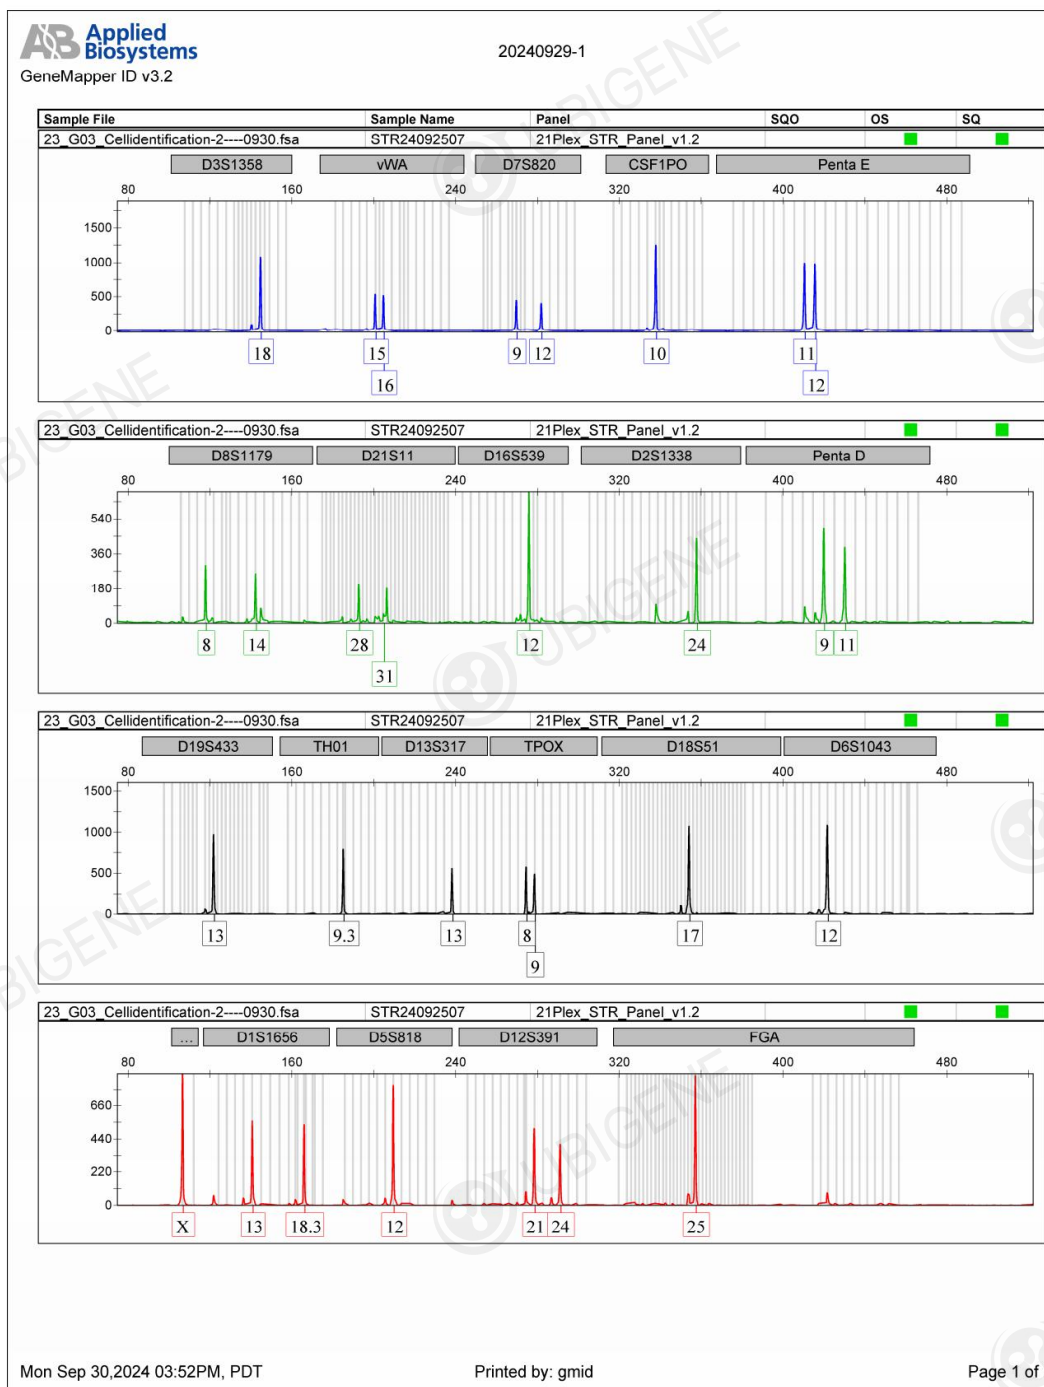 AB Applied Biosystems
20240929-1
GeneMapper ID v3.2
Sample File Sample Name Panel SQO OS SQ
23_G03_Cellidentification-2----0930.fsa STR24092507 21Plex_STR_Panel_v1.2
D3S1358 vWA D7S820 CSF1PO Penta E
80 160 240 320 400 480
1500
1000
500
0
18 15 9 12 10 11
16 12
23_G03_Cellidentification-2----0930.fsa STR24092507 21Plex_STR_Panel_v1.2
D8S1179 D21S11 D16S539 D2S1338 Penta D
80 160 240 320 400 480
540
360
180
0
8 14 28 12 24 9 11
31
23_G03_Cellidentification-2----0930.fsa STR24092507 21Plex_STR_Panel_v1.2
D19S433 TH01 D13S317 TPOX D18S51 D6S1043
80 160 240 320 400 480
1500
1000
500
0
13 9.3 13 8 17 12
9
23_G03_Cellidentification-2----0930.fsa STR24092507 21Plex_STR_Panel_v1.2
... D1S1656 D5S818 D12S391 FGA
80 160 240 320 400 480
660
440
220
0
X 13 18.3 12 21 24 25
Mon Sep 30,2024 03:52PM, PDT Printed by: gmid Page 1 of
UBIGENE
UBIGENE
UBIGENE
UBIGENE
UBIGENE